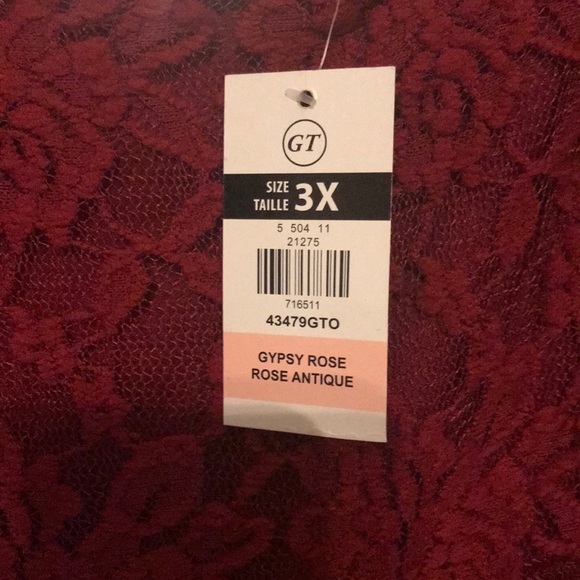 GT
SIZE
TAILLE 3X
5 504 11
21275
716511
43479GTO
GYPSY ROSE
ROSE ANTIQUE